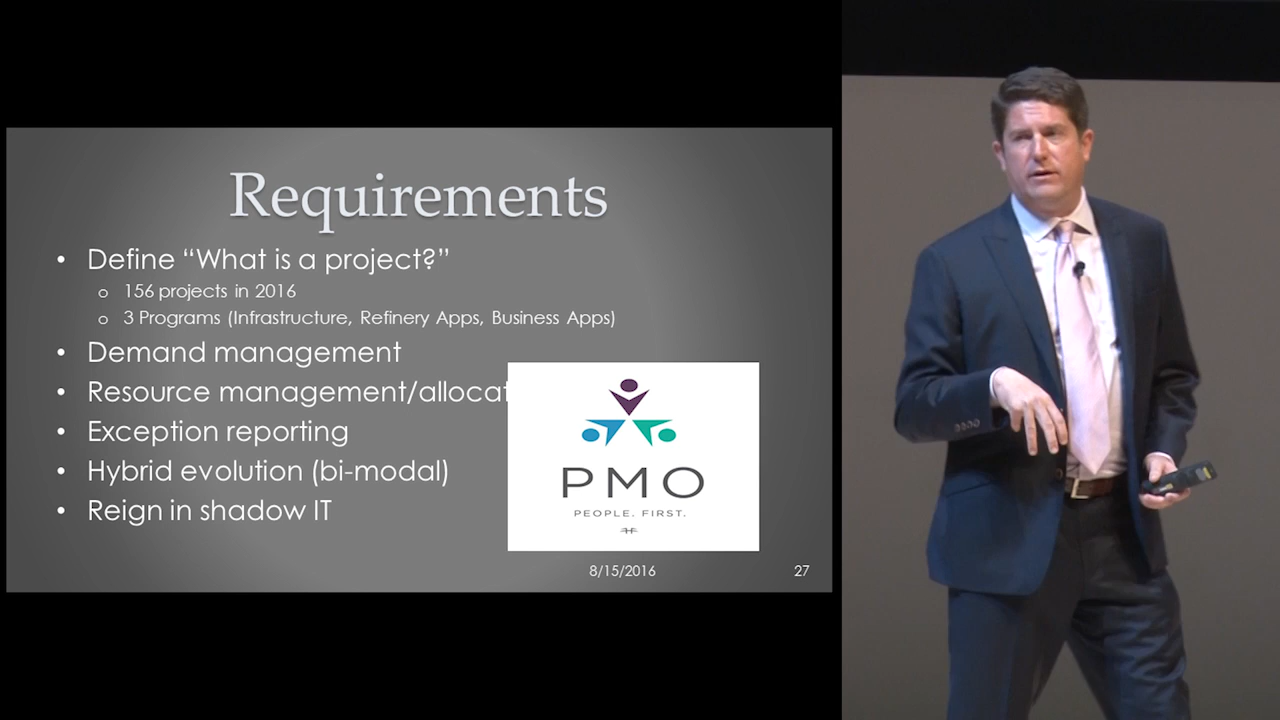 Requirements
• Define “What is a project?”
o 156 projects in 2016
o 3 Programs (Infrastructure, Refinery Apps, Business Apps)
• Demand management
• Resource management/allocat
• Exception reporting
• Hybrid evolution (bi-modal)
• Reign in shadow IT
PMO
PEOPLE. FIRST.
8/15/2016
27